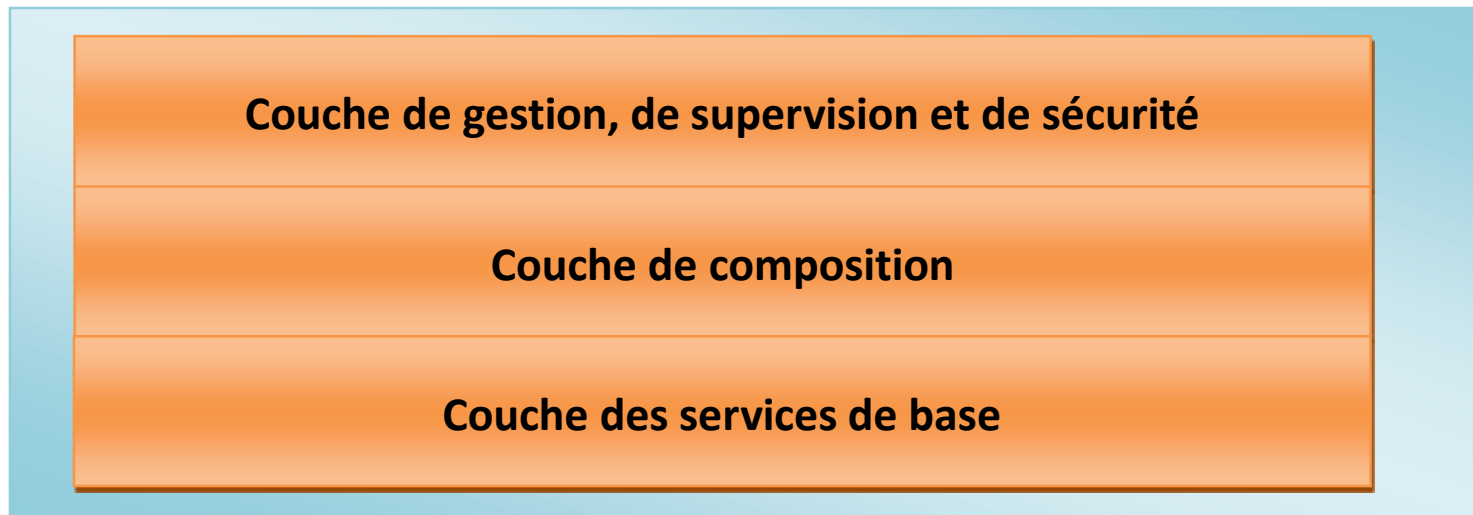 Couche de gestion, de supervision et de sécurité
Couche de composition
Couche des services de base